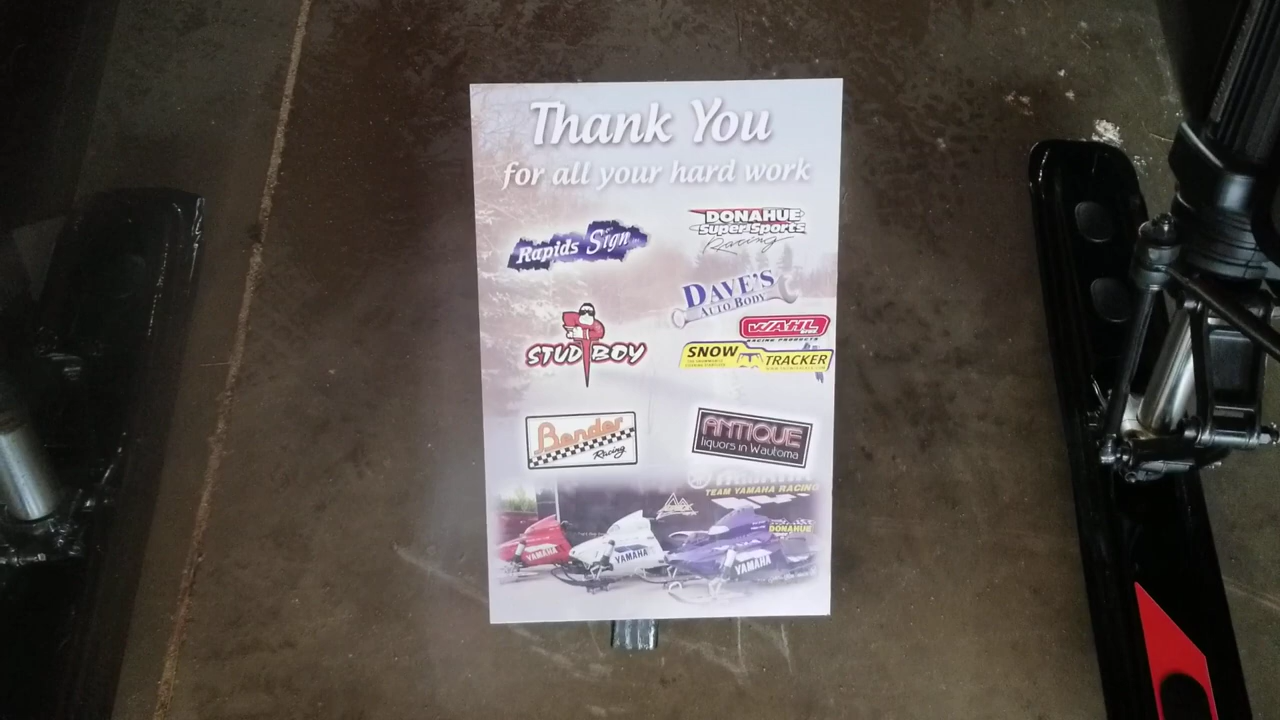 Thank You
for all your hard work
Rapids Sign
DONAHUE
Super Sports
Racing
DAVE'S
AUTO BODY
WAHL
RACING PRODUCTS
STUD BOY
SNOW TRACKER
Bender
Racing
ANTIQUE
liquors in Wautoma
TEAM YAMAHA RACING
DONAHUE
YAMAHA
YAMAHA
YAMAHA